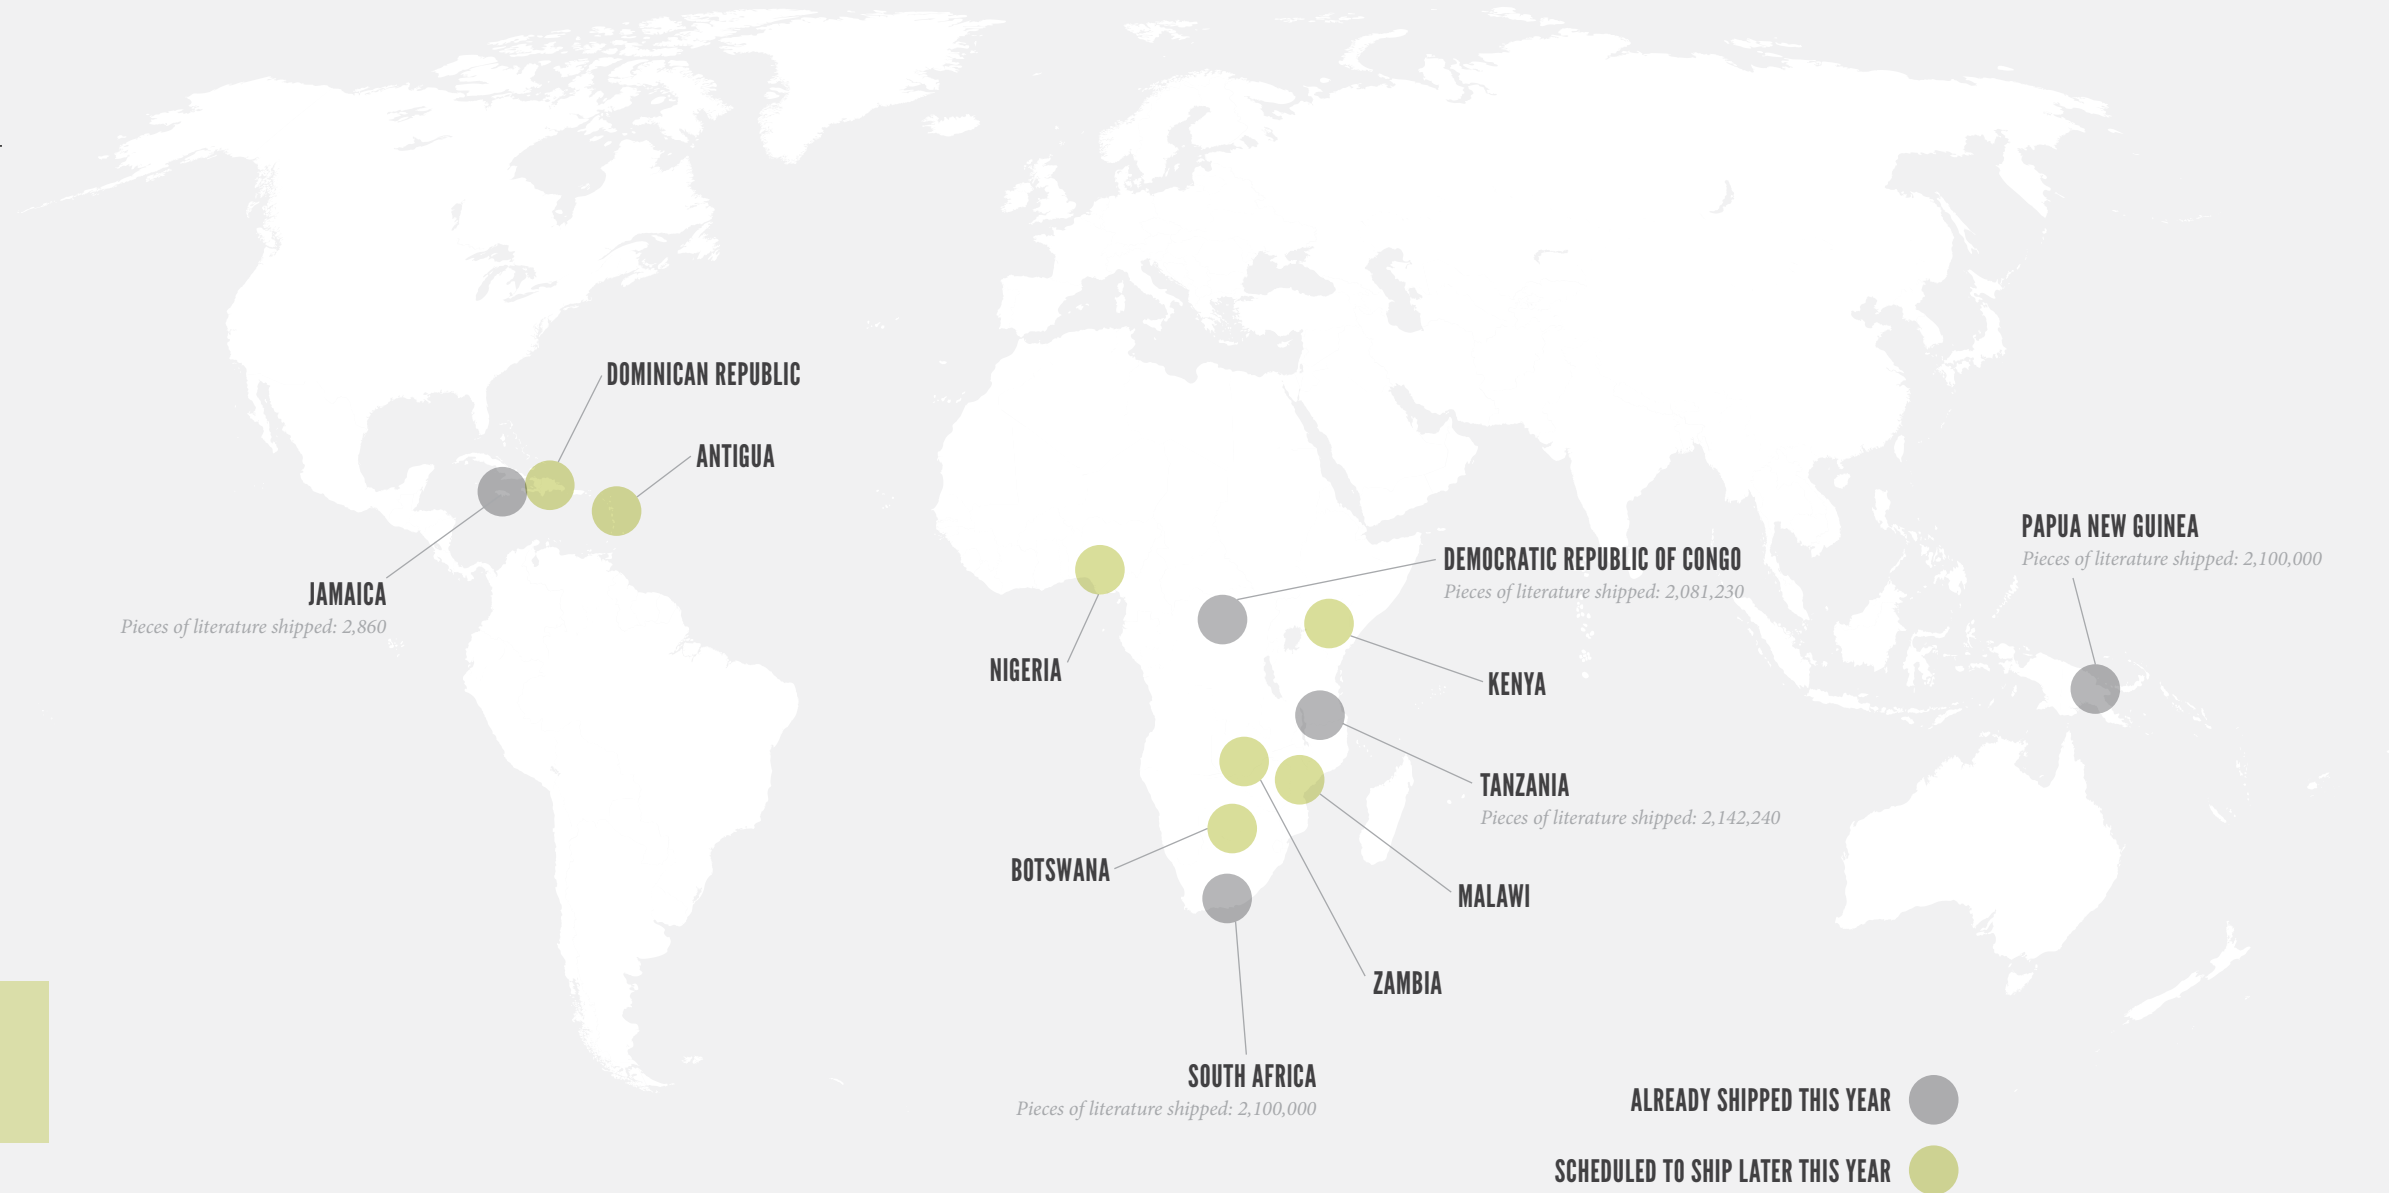 DOMINICAN REPUBLIC
ANTIGUA
JAMAICA
Pieces of literature shipped: 2,860
NIGERIA
DEMOCRATIC REPUBLIC OF CONGO
Pieces of literature shipped: 2,081,230
KENYA
PAPUA NEW GUINEA
Pieces of literature shipped: 2,100,000
TANZANIA
Pieces of literature shipped: 2,142,240
BOTSWANA
MALAWI
ZAMBIA
SOUTH AFRICA
Pieces of literature shipped: 2,100,000
ALREADY SHIPPED THIS YEAR
SCHEDULED TO SHIP LATER THIS YEAR